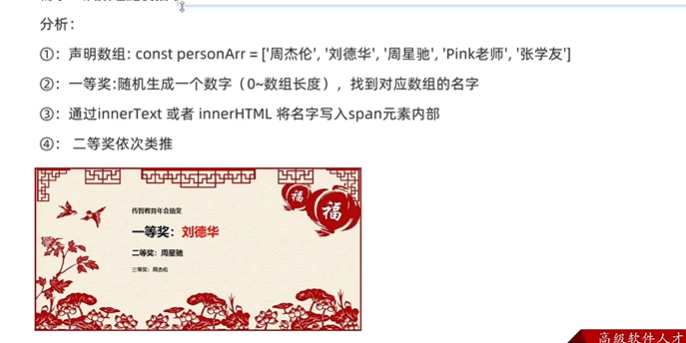 分析：
①：声明数组: const personArr = ['周杰伦', '刘德华', '周星驰', 'Pink老师', '张学友']
②：一等奖:随机生成一个数字（0~数组长度），找到对应数组的名字
③：通过innerText 或者 innerHTML 将名字写入span元素内部
④： 二等奖依次类推
传智教育年会抽奖
福
福
一等奖：刘德华
二等奖：周星驰
三等奖：周杰伦
高级软件人才